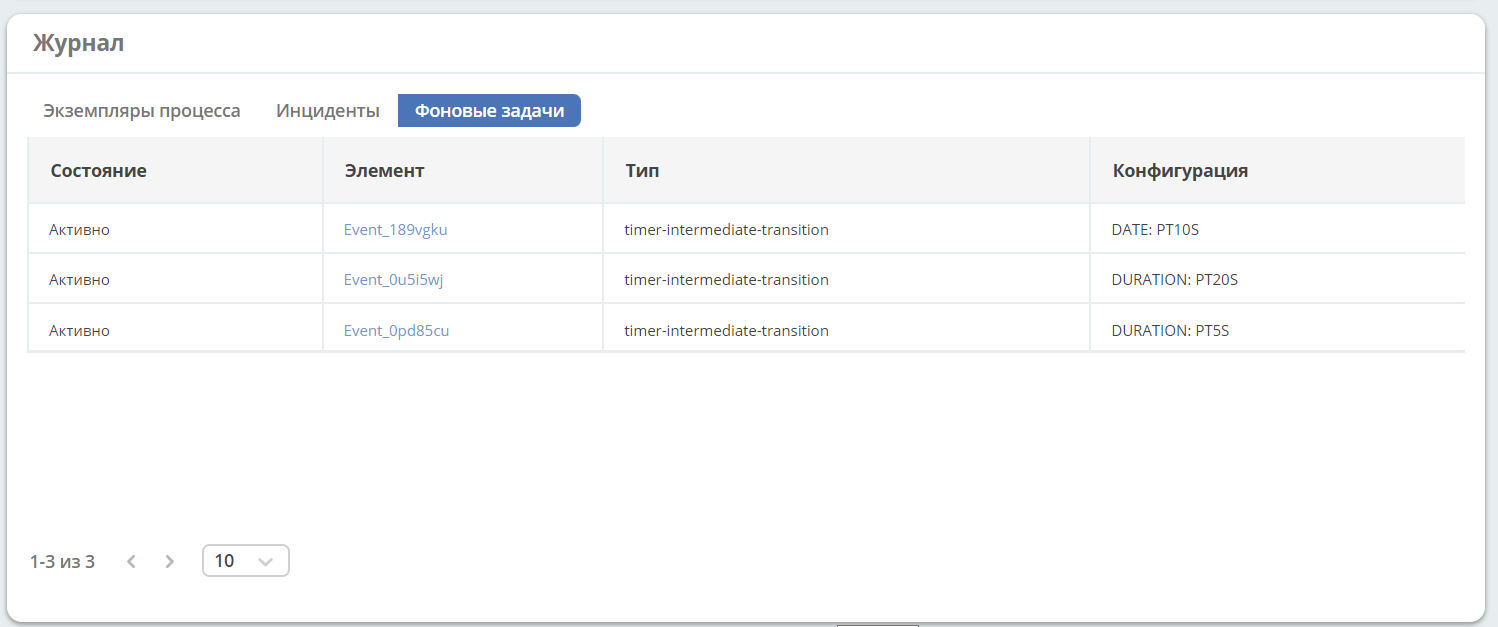 Журнал
Экземпляры процесса Инциденты Фоновые задачи
Состояние Элемент Тип Конфигурация
Активно Event_189vgku timer-intermediate-transition DATE: PT10S
Активно Event_0u5i5wj timer-intermediate-transition DURATION: PT20S
Активно Event_0pd85cu timer-intermediate-transition DURATION: PT5S
1-3 из 3 10